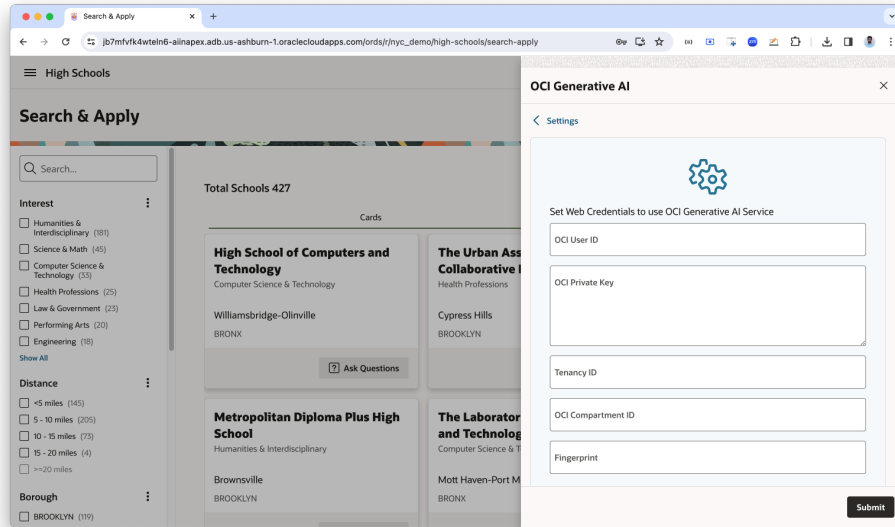 Search & Apply
jb7mfvfk4wteln6-aiinapex.adb.us-ashburn-1.oraclecloudapps.com/ords/r/nyc_demo/high-schools/search-apply
High Schools
Search & Apply
Search...
Interest
Humanities &
Interdisciplinary (181)
Science & Math (45)
Computer Science &
Technology (33)
Health Professions (25)
Law & Government (23)
Performing Arts (20)
Engineering (18)
Show All
Distance
<5 miles (145)
5 - 10 miles (205)
10 - 15 miles (73)
15 - 20 miles (4)
>=20 miles
Borough
BROOKLYN (119)
Total Schools 427
Cards
High School of Computers and
Technology
Computer Science & Technology
Williamsbridge-Olinville
BRONX
Ask Questions
The Urban Ass
Collaborative
Health Professions
Cypress Hills
BROOKLYN
Metropolitan Diploma Plus High
School
Humanities & Interdisciplinary
Brownsville
BROOKLYN
The Laborator
and Technolog
Computer Science & T
Mott Haven-Port M
BRONX
OCI Generative AI
Settings
Set Web Credentials to use OCI Generative AI Service
OCI User ID
OCI Private Key
Tenancy ID
OCI Compartment ID
Fingerprint
Submit